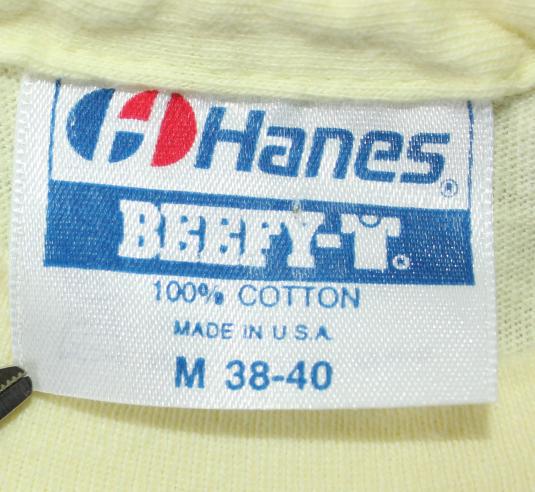 Hanes®
BEEFY-T®
100% COTTON
MADE IN U.S.A.
M 38-40